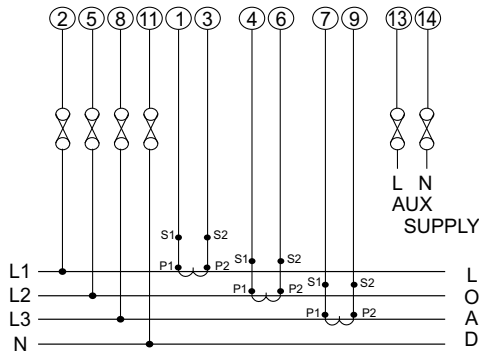 2 5 8 11 1 3 4 6 7 9 13 14
L N
AUX
SUPPLY
S1 S2
S1 S2
S1 S2
P1 P2
P1 P2
P1 P2
L1
L2
L3
N
L
O
A
D